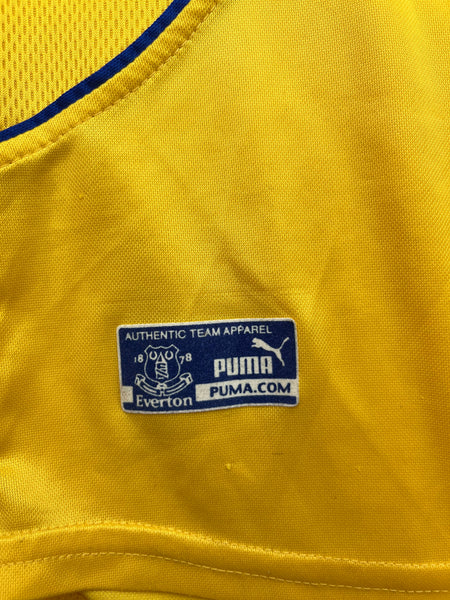 AUTHENTIC TEAM APPAREL
18 78
Everton
PUMA
PUMA.COM